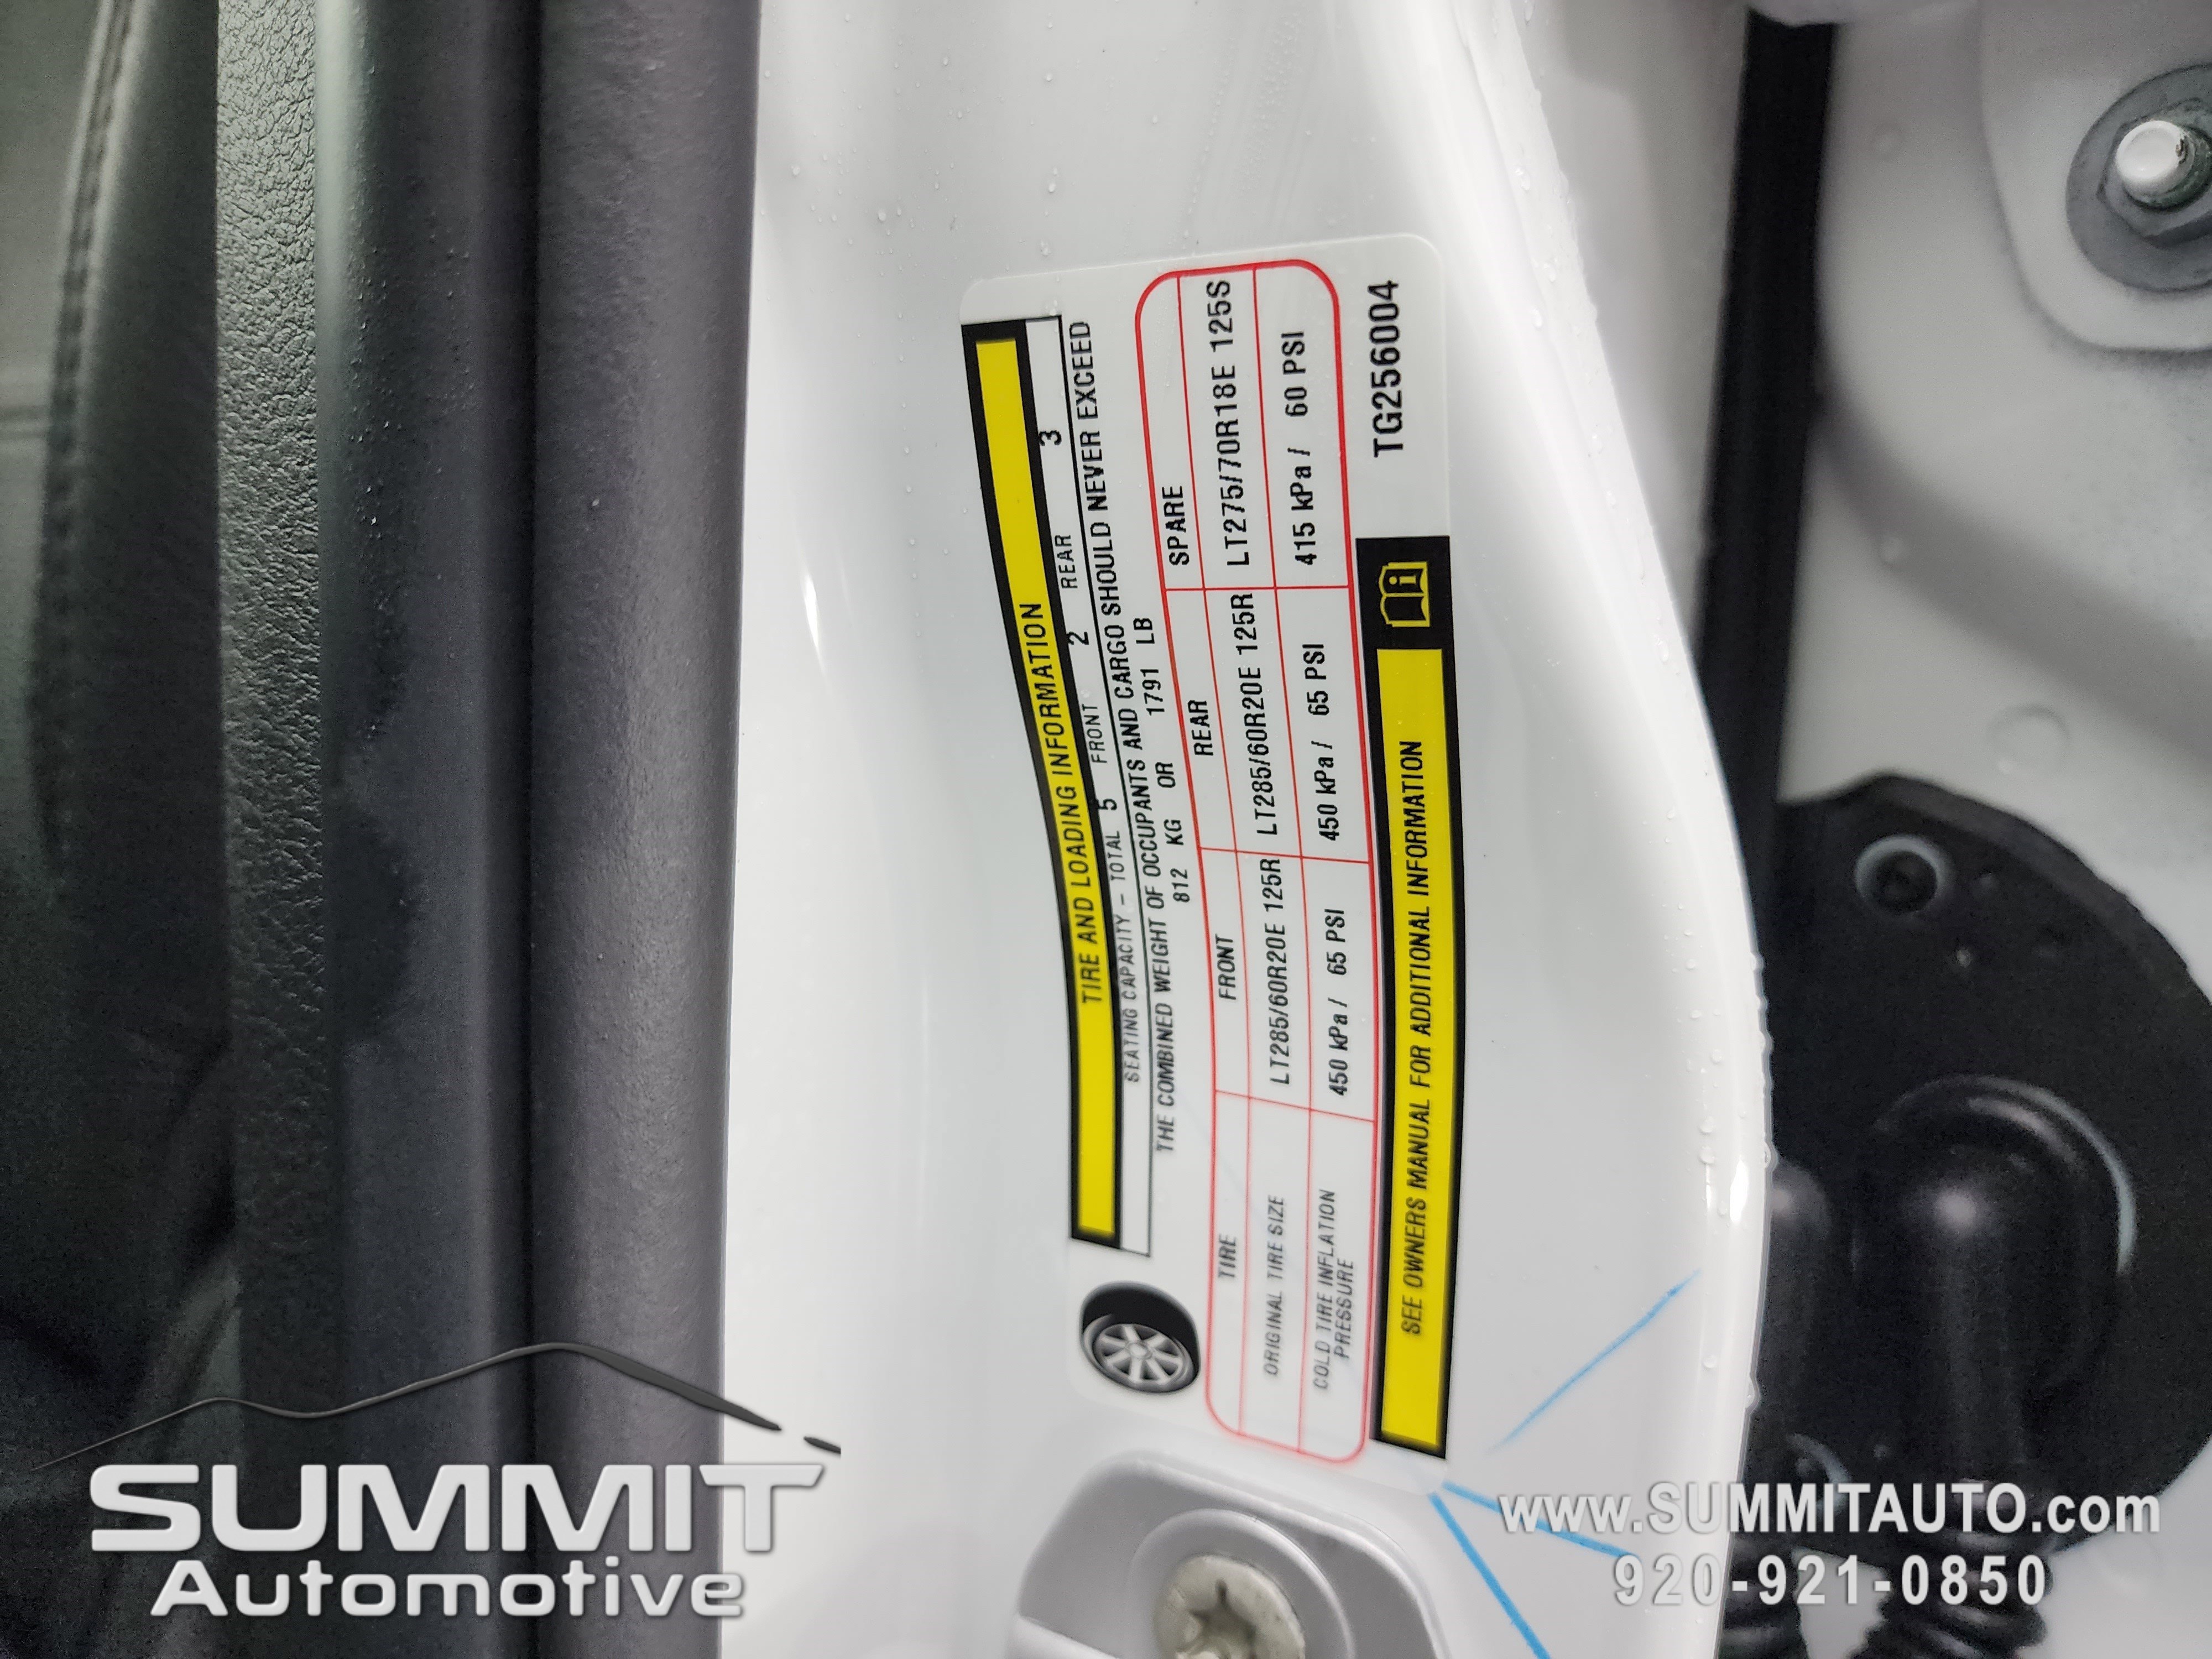 TIRE AND LOADING INFORMATION
SEATING CAPACITY - TOTAL 5 FRONT 2 REAR 3
THE COMBINED WEIGHT OF OCCUPANTS AND CARGO SHOULD NEVER EXCEED
812 KG OR 1791 LB
TIRE FRONT REAR SPARE
ORIGINAL TIRE SIZE LT285/60R20E 125R LT285/60R20E 125R LT275/70R18E 125S
COLD TIRE INFLATION PRESSURE 450 kPa / 65 PSI 450 kPa / 65 PSI 415 kPa / 60 PSI
SEE OWNERS MANUAL FOR ADDITIONAL INFORMATION
TG256004
SUMMIT
Automotive
www.SUMMITAUTO.com
920-921-0850